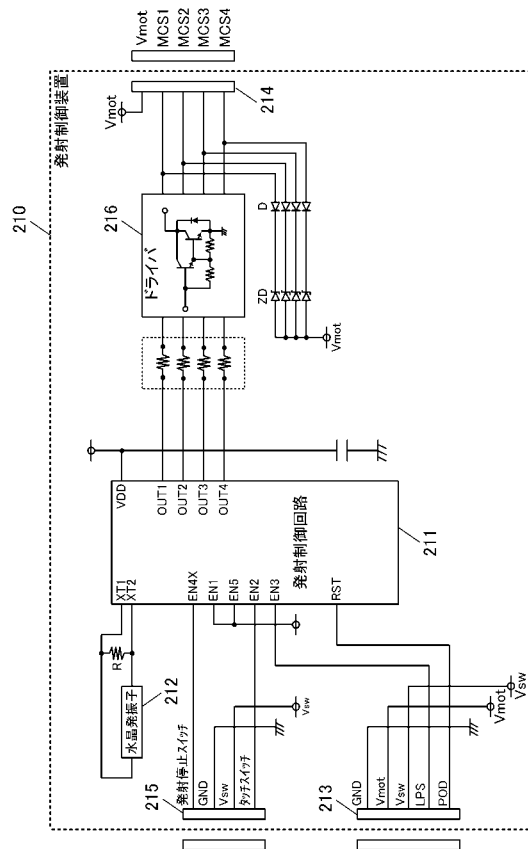 210
発射制御装置
水晶発振子
212
R
XT1
XT2
VDD
発射停止スイッチ
GND
Vsw
タッチスイッチ
215
Vsw
EN4X
EN1
EN5
EN2
EN3
RST
発射制御回路
211
OUT1
OUT2
OUT3
OUT4
ドライバ
216
ZD
D
Vmot
Vmot
214
Vmot
MCS1
MCS2
MCS3
MCS4
213
GND
Vmot
Vsw
LPS
POD
Vmot
Vsw